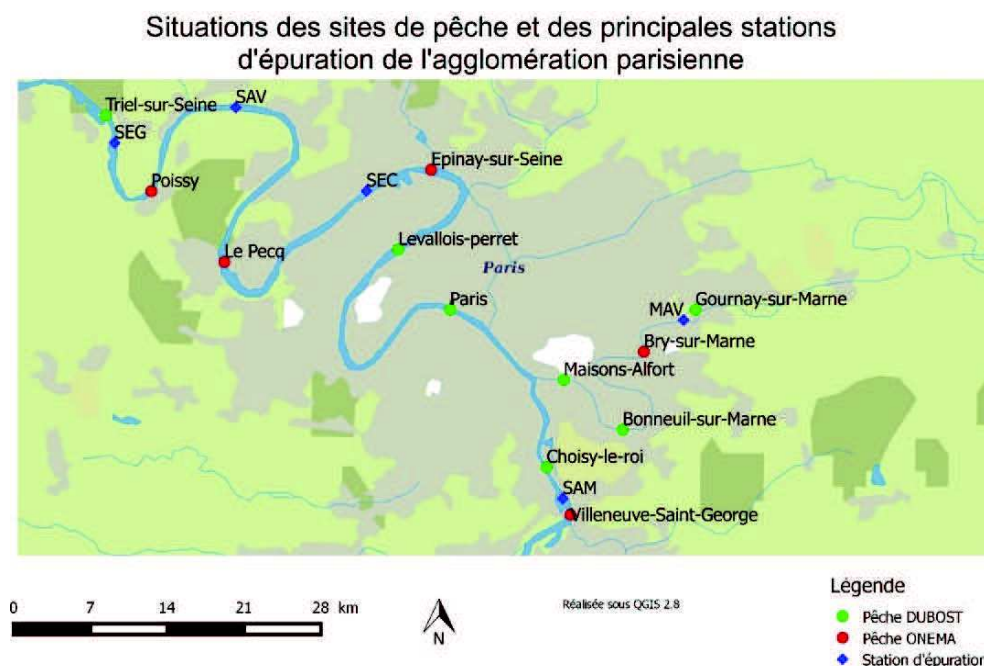 Situations des sites de pêche et des principales stations
d'épuration de l'agglomération parisienne
Triel-sur-Seine
SAV
SEG
Poissy
SEC
Epinay-sur-Seine
Le Pecq
Levallois-perret
Paris
Paris
MAV
Gournay-sur-Marne
Bry-sur-Marne
Maisons-Alfort
Bonneuil-sur-Marne
Choisy-le-roi
SAM
Villeneuve-Saint-George
0 7 14 21 28 km
N
Réalisée sous QGIS 2.8
Légende
Pêche DUBOST
Pêche ONEMA
Station d'épuration